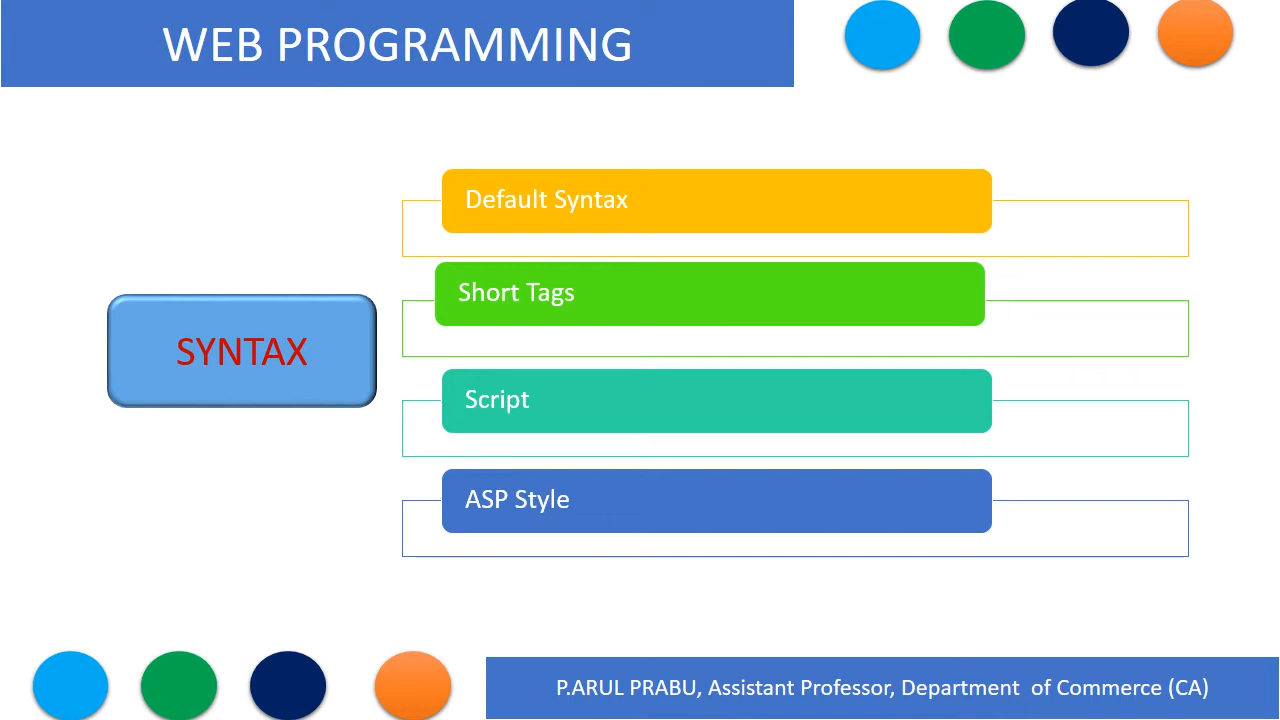 WEB PROGRAMMING
Default Syntax
Short Tags
SYNTAX
Script
ASP Style
P.ARUL PRABU, Assistant Professor, Department of Commerce (CA)